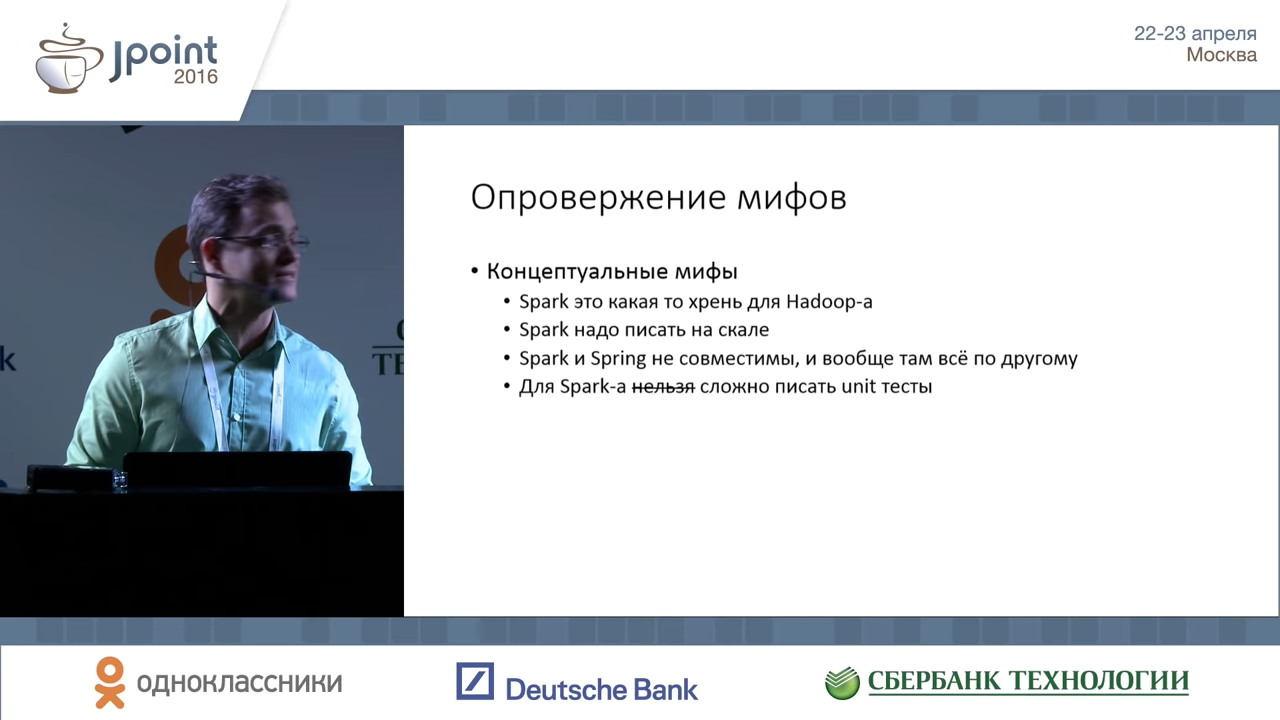 Jpoint
2016
22-23 апреля
Москва
Опровержение мифов
• Концептуальные мифы
• Spark это какая то хрень для Hadoop-а
• Spark надо писать на скале
• Spark и Spring не совместимы, и вообще там всё по другому
• Для Spark-а нельзя сложно писать unit тесты
k
С
ТЕ
одноклассники
Deutsche Bank
СБЕРБАНК ТЕХНОЛОГИИ